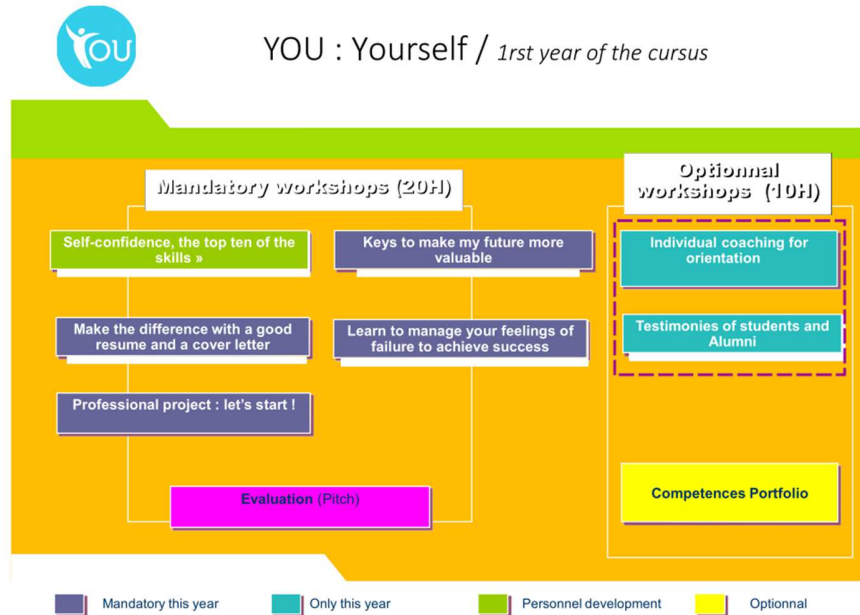 YOU
YOU : Yourself / 1rst year of the cursus
Mandatory workshops (20H)
Optionnal
workshops (10H)
Self-confidence, the top ten of the
skills »
Keys to make my future more
valuable
Individual coaching for
orientation
Make the difference with a good
resume and a cover letter
Learn to manage your feelings of
failure to achieve success
Testimonies of students and
Alumni
Professional project : let's start !
Evaluation (Pitch)
Competences Portfolio
Mandatory this year
Only this year
Personnel development
Optionnal